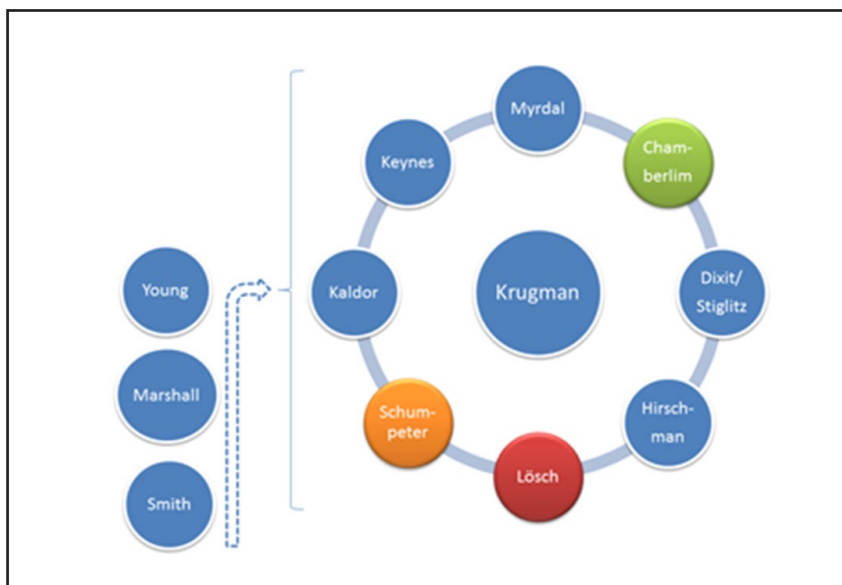 Myrdal
Cham-
berlim
Keynes
Young
Kaldor
Krugman
Dixit/
Stiglitz
Marshall
Schum-
peter
Hirsch-
man
Smith
Lösch